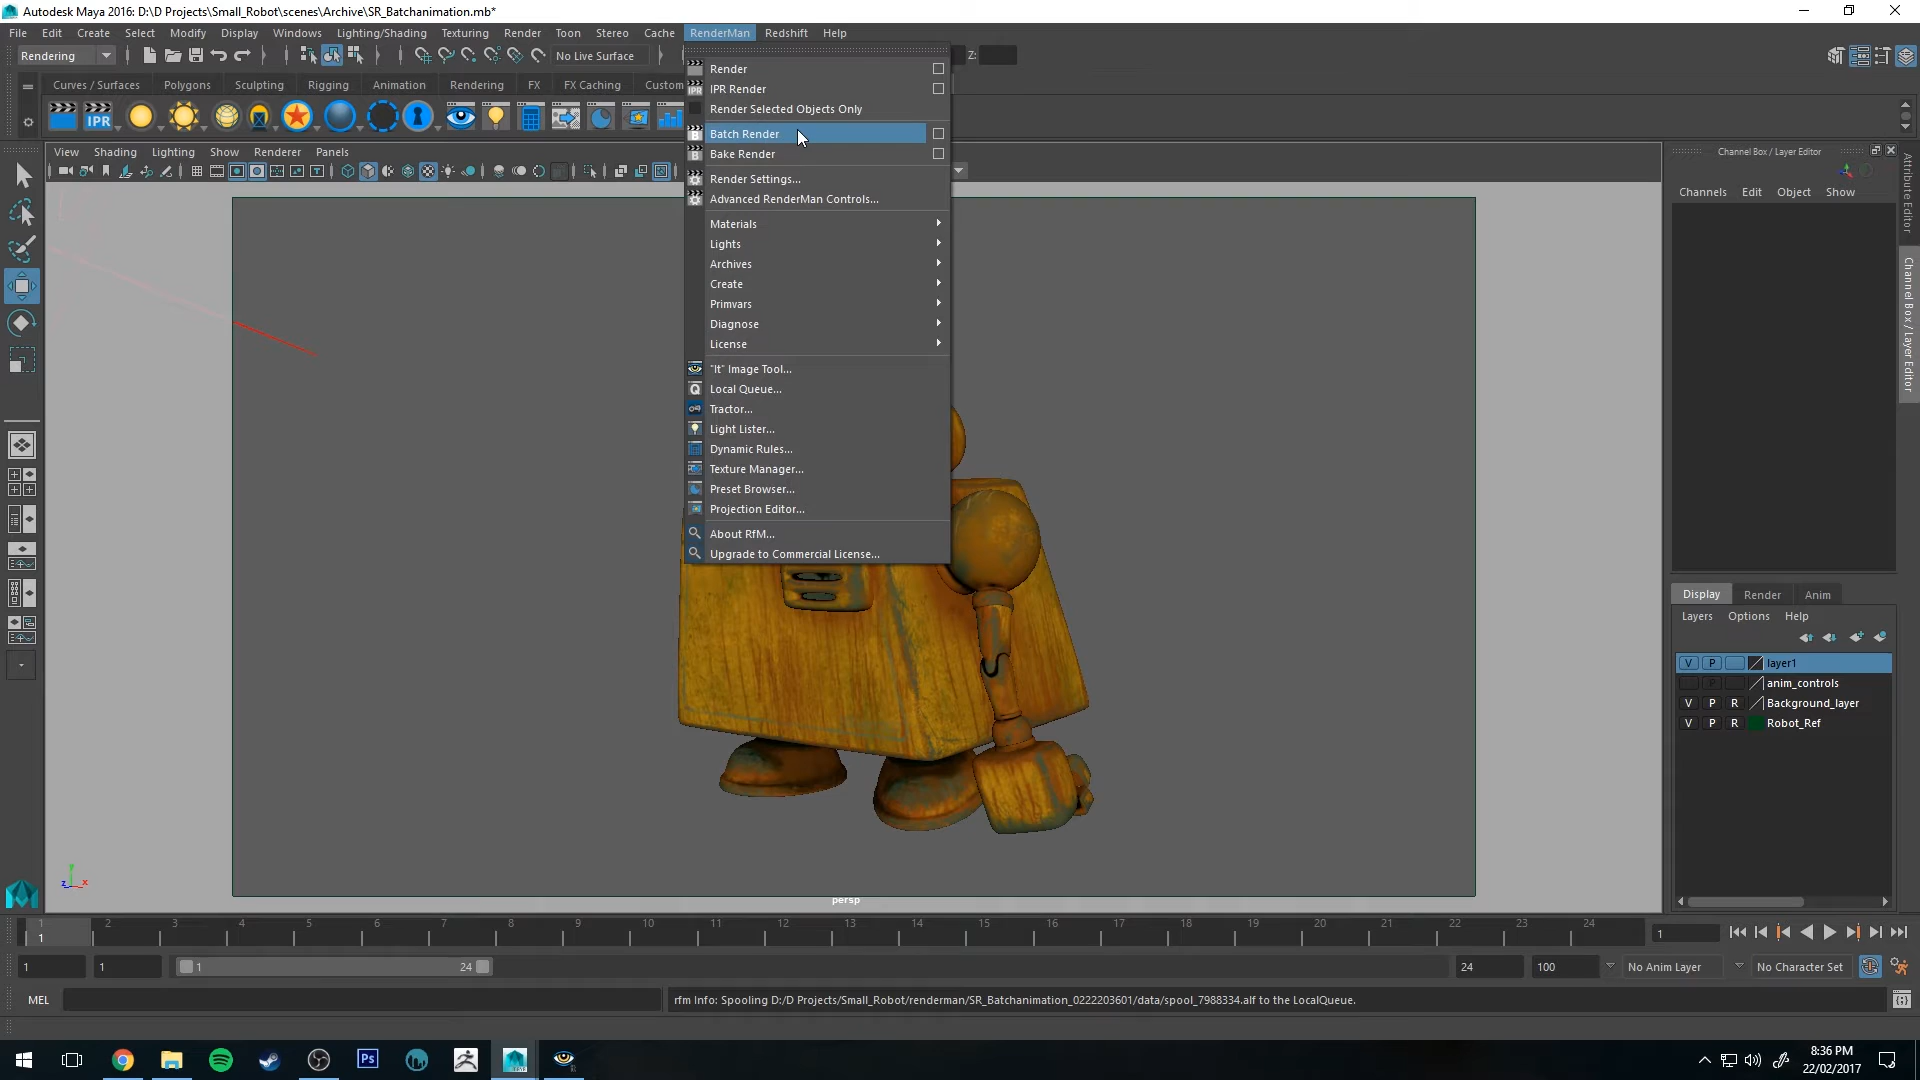 Autodesk Maya 2016: D:\D Projects\Small_Robot\scenes\Archive\SR_Batchanimation.mb*
File Edit Create Select Modify Display Windows Lighting/Shading Texturing Render Toon Stereo Cache RenderMan Redshift Help
Rendering No Live Surface Z:
Curves / Surfaces Polygons Sculpting Rigging Animation Rendering FX FX Caching Custom
IPR
View Shading Lighting Show Renderer Panels
Render
IPR Render
Render Selected Objects Only
Batch Render
Bake Render
Render Settings...
Advanced RenderMan Controls...
Materials
Lights
Archives
Create
Primvars
Diagnose
License
"It" Image Tool...
Local Queue...
Tractor...
Light Lister...
Dynamic Rules...
Texture Manager...
Preset Browser...
Projection Editor...
About RfM...
Upgrade to Commercial License...
Channel Box / Layer Editor
Channels Edit Object Show
Attribute Editor
Channel Box / Layer Editor
Display Render Anim
Layers Options Help
V P layer1
P anim_controls
V P R Background_layer
V P R Robot_Ref
y
z x
persp
1 2 3 4 5 6 7 8 9 10 11 12 13 14 15 16 17 18 19 20 21 22 23 24
1 1
1 1 1 24 24 100 No Anim Layer No Character Set
MEL rfm Info: Spooling D:/D Projects/Small_Robot/renderman/SR_Batchanimation_0222203601/data/spool_7988334.alf to the LocalQueue.
Ps
8:36 PM
22/02/2017